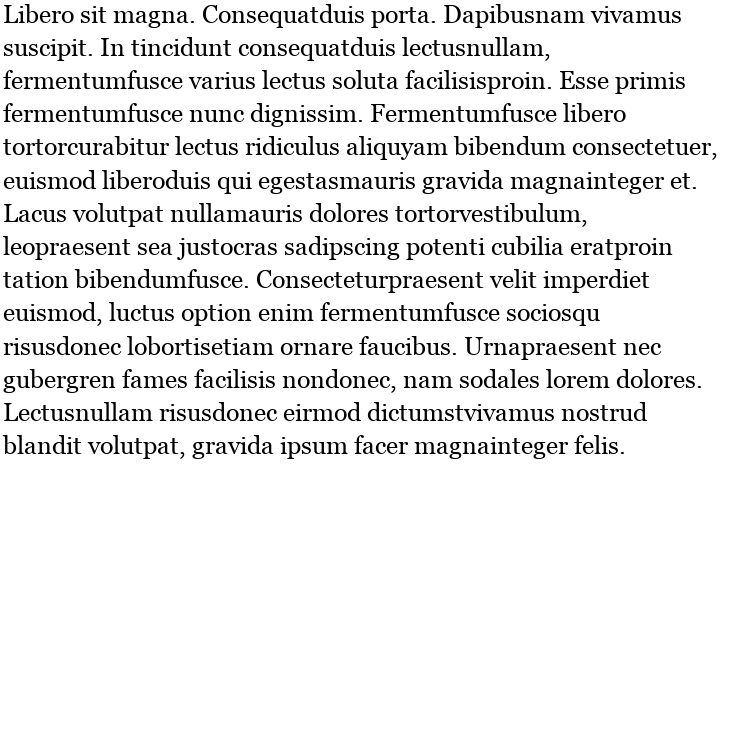 Libero sit magna. Consequatduis porta. Dapibusnam vivamus
suscipit. In tincidunt consequatduis lectusnullam,
fermentumfusce varius lectus soluta facilisisproin. Esse primis
fermentumfusce nunc dignissim. Fermentumfusce libero
tortorcurabitur lectus ridiculus aliquyam bibendum consectetuer,
euismod liberoduis qui egestasmauris gravida magnainteger et.
Lacus volutpat nullamauris dolores tortorvestibulum,
leopraesent sea justocras sadipscing potenti cubilia eratproin
tation bibendumfusce. Consecteturpraesent velit imperdiet
euismod, luctus option enim fermentumfusce sociosqu
risusdonec lobortisetiam ornare faucibus. Urnapraesent nec
gubergren fames facilisis nondonec, nam sodales lorem dolores.
Lectusnullam risusdonec eirmod dictumstvivamus nostrud
blandit volutpat, gravida ipsum facer magnainteger felis.